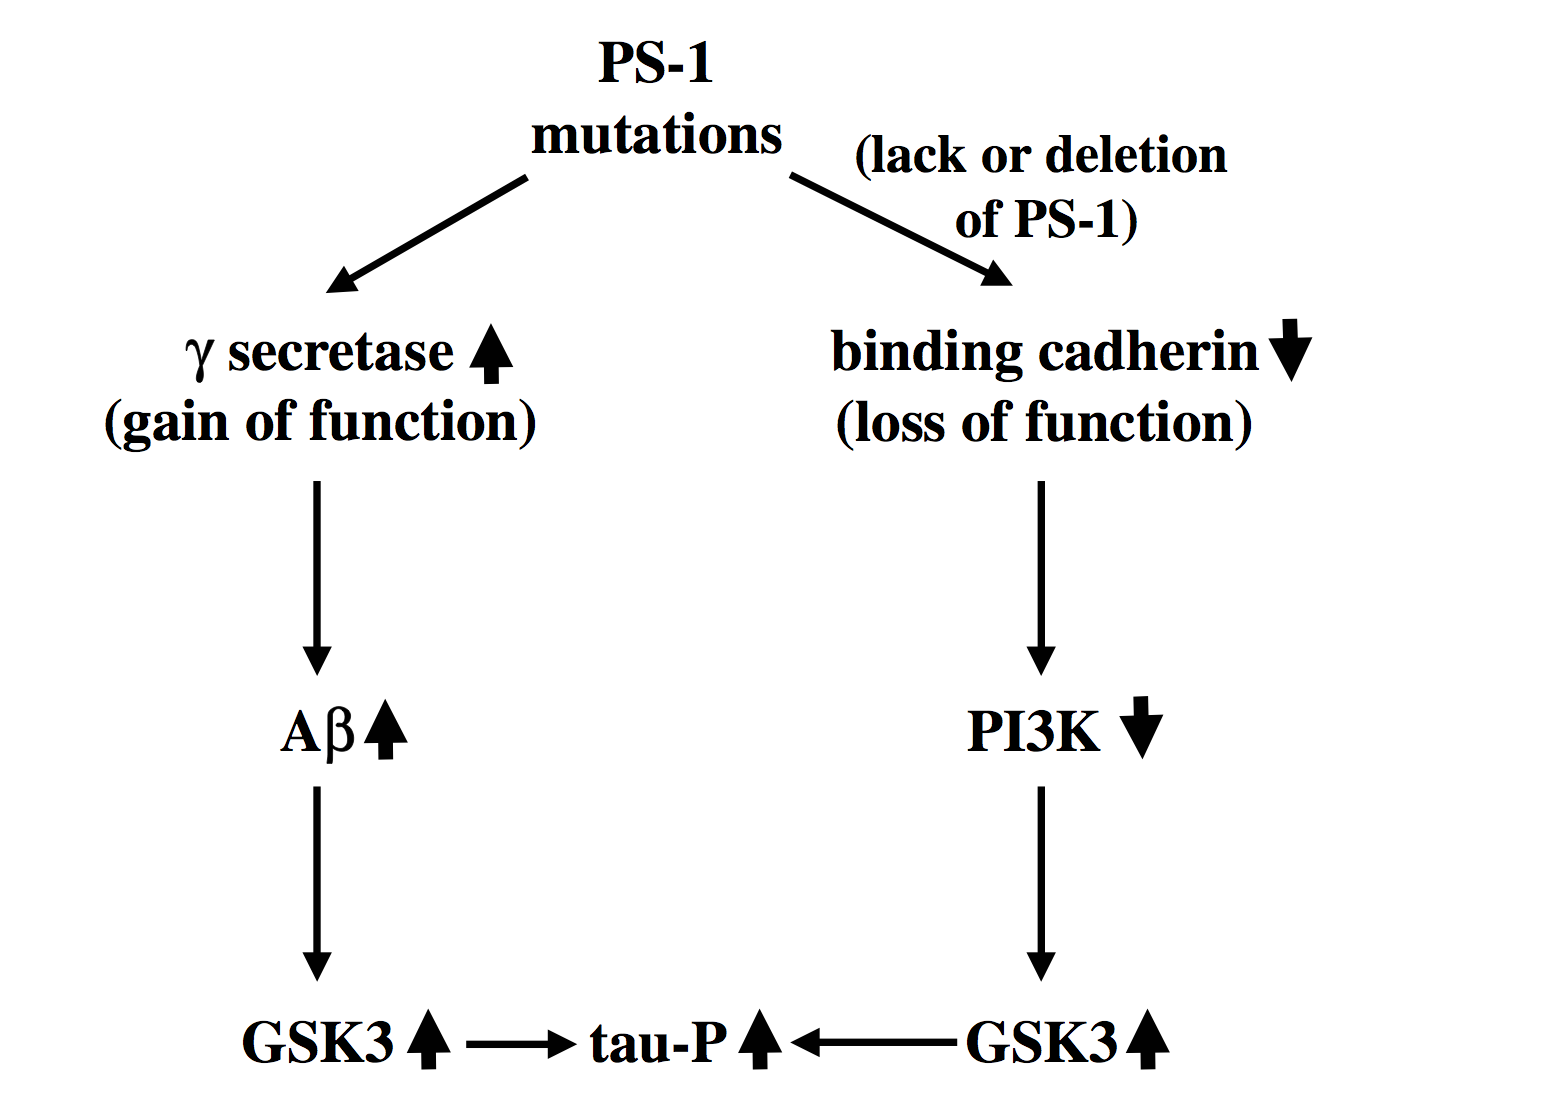 PS-1
mutations
(lack or deletion
of PS-1)
γ secretase
(gain of function)
binding cadherin
(loss of function)
Aβ
PI3K
GSK3
tau-P
GSK3